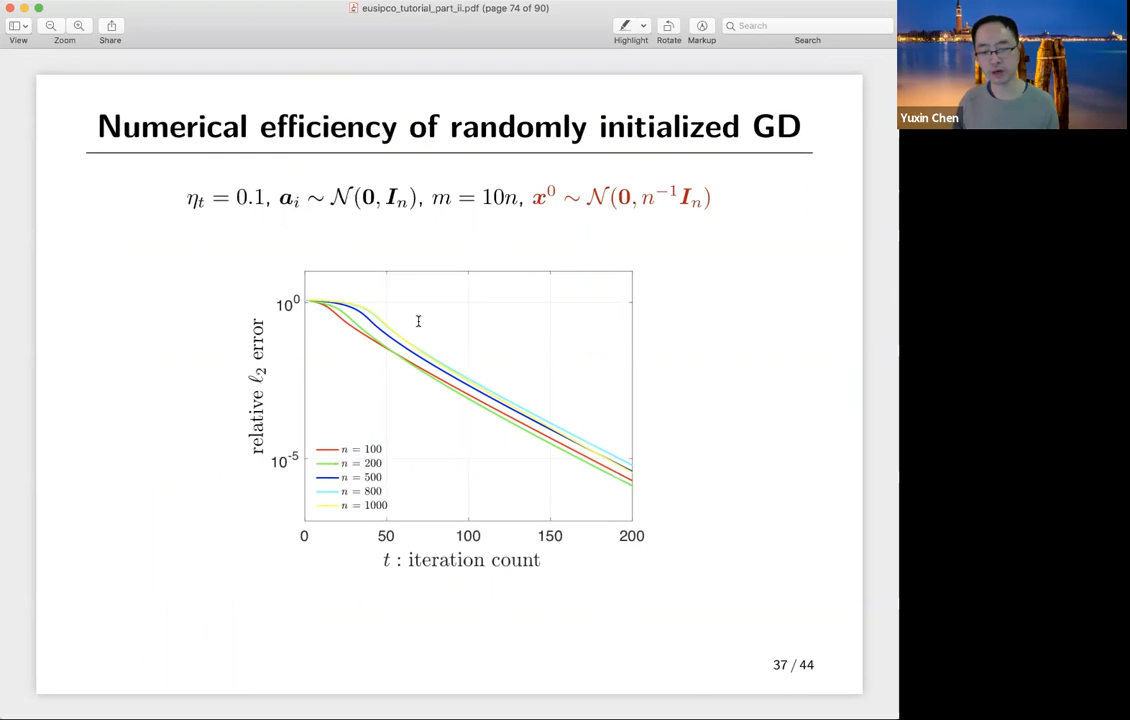 eusipco_tutorial_part_ii.pdf (page 74 of 90)
View Zoom Share Highlight Rotate Markup Search
Search
Yuxin Chen
Numerical efficiency of randomly initialized GD
ηₜ = 0.1, 𝒂ᵢ ∼ 𝒩(𝟎, 𝑰ₙ), m = 10n, 𝒙⁰ ∼ 𝒩(𝟎, n⁻¹𝑰ₙ)
10⁰
10⁻⁵
relative ℓ₂ error
n = 100
n = 200
n = 500
n = 800
n = 1000
0 50 100 150 200
t : iteration count
37 / 44